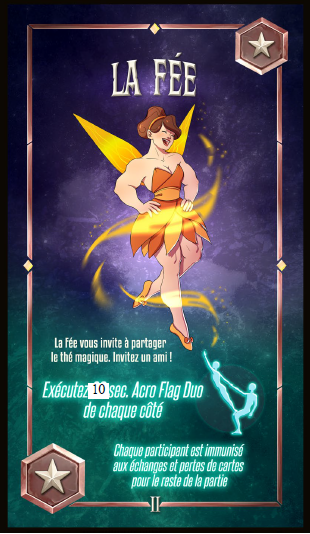 LA FÉE
La fée vous invite à partager
le thé magique. Invitez un ami !
Exécutez 10 sec. Acro Flag Duo
de chaque côté
Chaque participant est immunisé
aux échanges et pertes de cartes
pour le reste de la partie
II